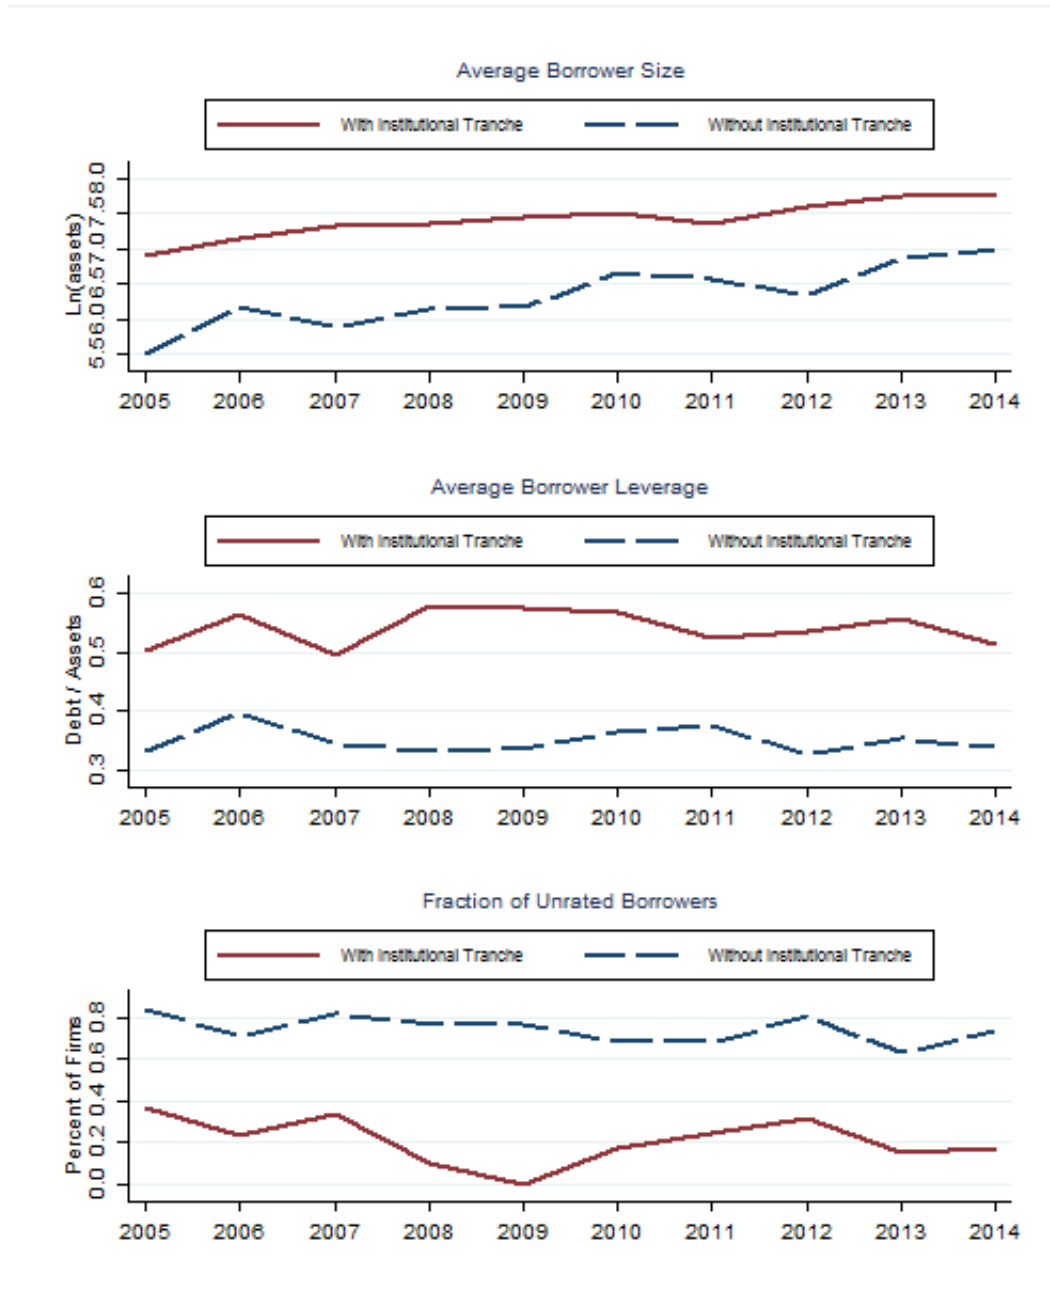 Average Borrower Size
With Institutional Tranche Without Institutional Tranche
Ln(assets)
5.5 6.0 6.5 7.0 7.5 8.0
2005 2006 2007 2008 2009 2010 2011 2012 2013 2014
Average Borrower Leverage
With Institutional Tranche Without Institutional Tranche
Debt / Assets
0.3 0.4 0.5 0.6
2005 2006 2007 2008 2009 2010 2011 2012 2013 2014
Fraction of Unrated Borrowers
With Institutional Tranche Without Institutional Tranche
Percent of Firms
0.0 0.2 0.4 0.6 0.8
2005 2006 2007 2008 2009 2010 2011 2012 2013 2014